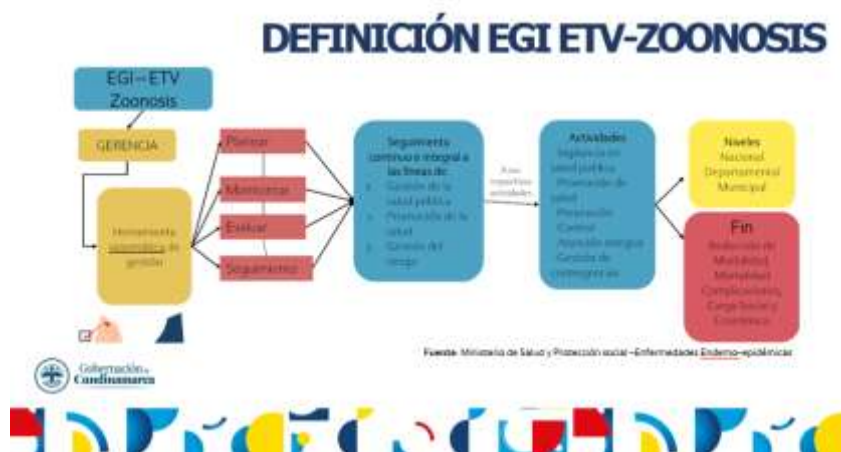 DEFINICIÓN EGI ETV-ZOONOSIS
EGI-ETV
Zoonosis
GERENCIA
Herramienta
sistemática de
gestión
Planear
Monitorear
Evaluar
Seguimiento
Seguimiento
continuo e integral a
las líneas de:
Gestión de la
salud pública
Promoción de la
salud
Gestión del
riesgo
Actividades
Vigilancia en
salud pública
Promoción de
salud
Prevención
Control
Atención integral
Gestión de
contingencias
Niveles
Nacional
Departamental
Municipal
Fin
Reducción de
Mortalidad,
Complicaciones,
Carga Social y
Económica
Fuente: Ministerio de Salud y Protección social –Enfermedades Endemo-epidémicas
Gobernación de
Cundinamarca